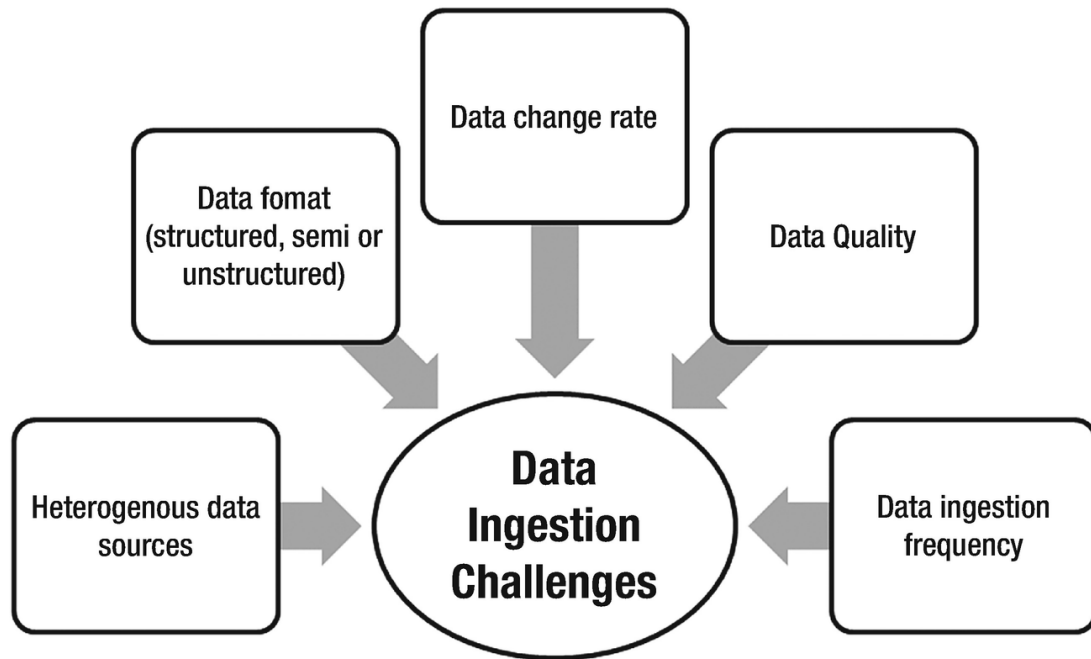 Data change rate
Data fomat
(structured, semi or
unstructured)
Data Quality
Heterogenous data
sources
Data
Ingestion
Challenges
Data ingestion
frequency